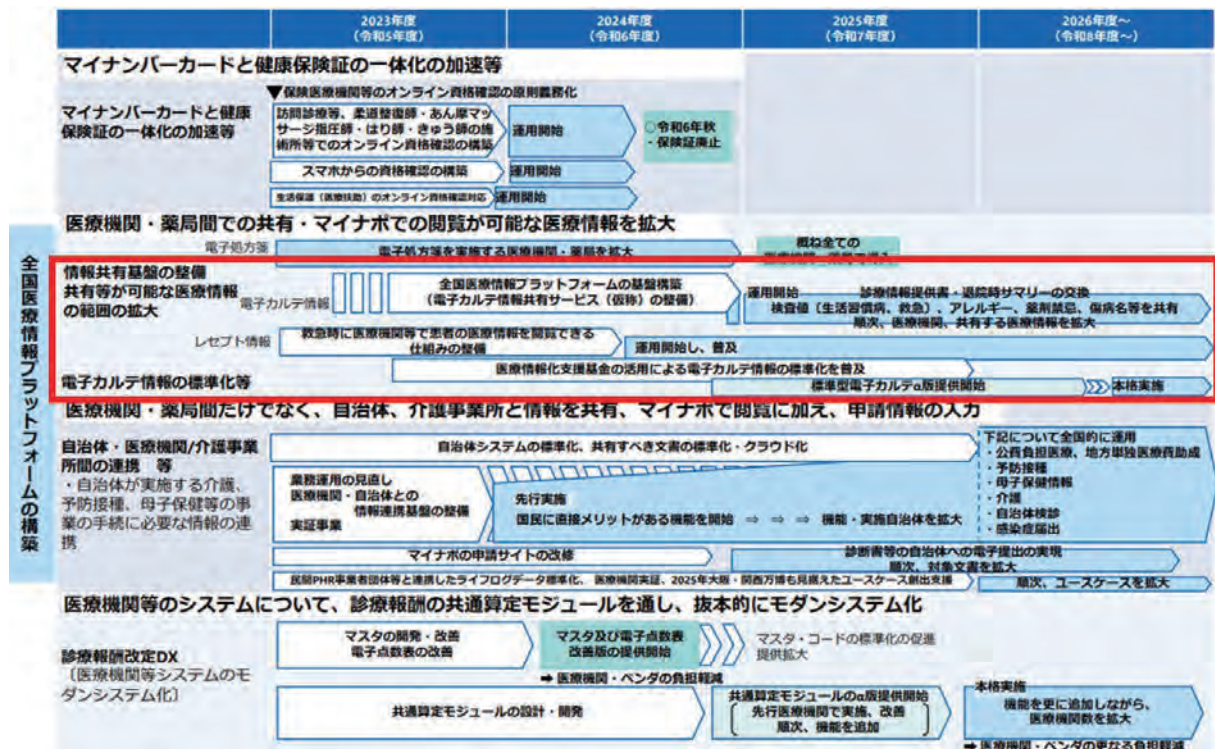 2023年度
(令和5年度)
2024年度
(令和6年度)
2025年度
(令和7年度)
2026年度～
(令和8年度～)
全国医療情報プラットフォームの構築
マイナンバーカードと健康保険証の一体化の加速等
マイナンバーカードと健康
保険証の一体化の加速等
▼保険医療機関等のオンライン資格確認の原則義務化
訪問診療等、柔道整復師・あん摩マッ
サージ指圧師・はり師・きゅう師の施
術所等でのオンライン資格確認の構築
運用開始
○令和6年秋
・保険証廃止
スマホからの資格確認の構築
運用開始
生活保護（医療扶助）のオンライン資格確認対応
運用開始
医療機関・薬局間での共有・マイナポでの閲覧が可能な医療情報を拡大
電子処方箋
電子処方箋を実施する医療機関・薬局を拡大
概ね全ての
情報共有基盤の整備
共有等が可能な医療情報
の範囲の拡大
電子カルテ情報
全国医療情報プラットフォームの基盤構築
（電子カルテ情報共有サービス（仮称）の整備）
運用開始
診療情報提供書・退院時サマリーの交換
検査値（生活習慣病、救急）、アレルギー、薬剤禁忌、傷病名等を共有
順次、医療機関、共有する医療情報を拡大
レセプト情報
救急時に医療機関等で患者の医療情報を閲覧できる
仕組みの整備
運用開始し、普及
医療情報化支援基金の活用による電子カルテ情報の標準化を普及
電子カルテ情報の標準化等
標準型電子カルテα版提供開始
本格実施
医療機関・薬局間だけでなく、自治体、介護事業所と情報を共有、マイナポで閲覧に加え、申請情報の入力
自治体・医療機関/介護事業
所間の連携 等
・自治体が実施する介護、
予防接種、母子保健等の事
業の手続に必要な情報の連
携
自治体システムの標準化、共有すべき文書の標準化・クラウド化
業務運用の見直し
医療機関・自治体との
情報連携基盤の整備
実証事業
先行実施
国民に直接メリットがある機能を開始 ⇒ ⇒ ⇒ 機能・実施自治体を拡大
下記について全国的に運用
・公費負担医療、地方単独医療費助成
・予防接種
・母子保健情報
・介護
・自治体検診
・感染症届出
マイナポの申請サイトの改修
診断書等の自治体への電子提出の実現
順次、対象文書を拡大
民間PHR事業者団体等と連携したライフログデータ標準化、 医療機関実証、2025年大阪・関西万博も見据えたユースケース創出支援
順次、ユースケースを拡大
医療機関等のシステムについて、診療報酬の共通算定モジュールを通し、抜本的にモダンシステム化
診療報酬改定DX
〔医療機関等システムのモ
ダンシステム化〕
マスタの開発・改善
電子点数表の改善
マスタ及び電子点数表
改善版の提供開始
マスタ・コードの標準化の促進
提供拡大
➡ 医療機関・ベンダの負担軽減
共通算定モジュールの設計・開発
共通算定モジュールのα版提供開始
先行医療機関で実施、改善
順次、機能を追加
本格実施
機能を更に追加しながら、
医療機関数を拡大
➡ 医療機関・ベンダの更なる負担軽減